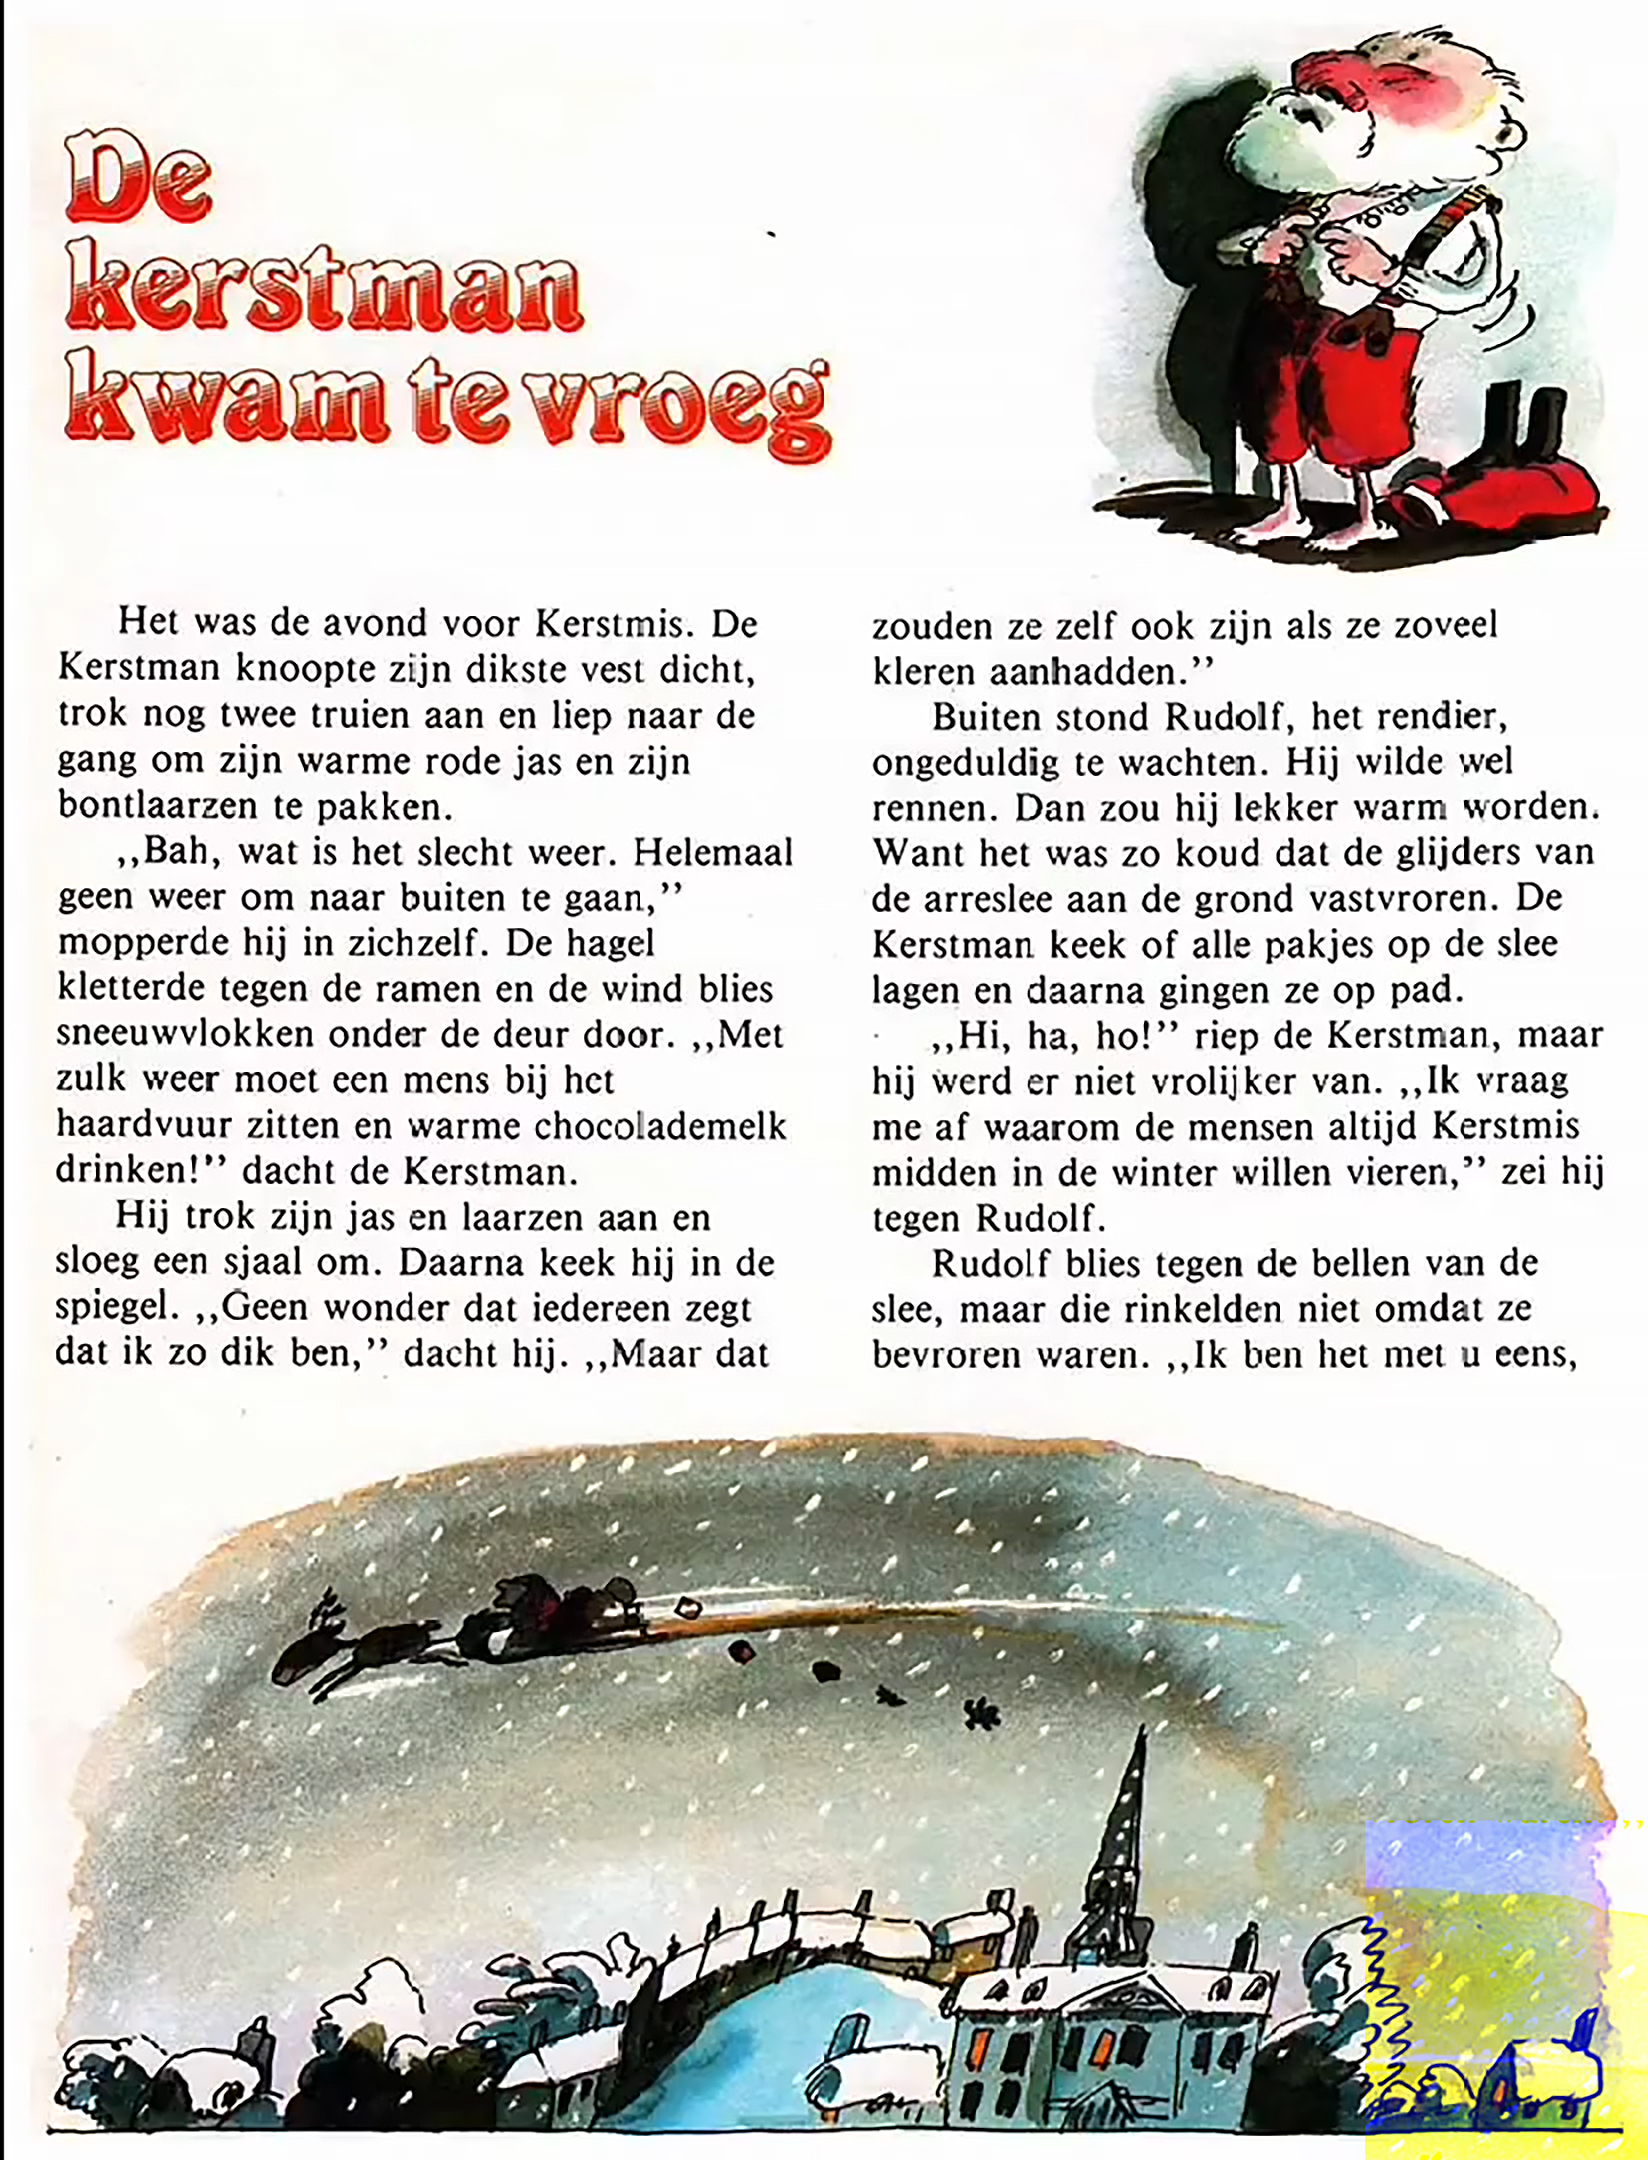 De
kerstman
kwam te vroeg
Het was de avond voor Kerstmis. De
Kerstman knoopte zijn dikste vest dicht,
trok nog twee truien aan en liep naar de
gang om zijn warme rode jas en zijn
bontlaarzen te pakken.
,,Bah, wat is het slecht weer. Helemaal
geen weer om naar buiten te gaan,’’
mopperde hij in zichzelf. De hagel
kletterde tegen de ramen en de wind blies
sneeuwvlokken onder de deur door. ,,Met
zulk weer moet een mens bij het
haardvuur zitten en warme chocolademelk
drinken!’’ dacht de Kerstman.
Hij trok zijn jas en laarzen aan en
sloeg een sjaal om. Daarna keek hij in de
spiegel. ,,Geen wonder dat iedereen zegt
dat ik zo dik ben,’’ dacht hij. ,,Maar dat
zouden ze zelf ook zijn als ze zoveel
kleren aanhadden.’’
Buiten stond Rudolf, het rendier,
ongeduldig te wachten. Hij wilde wel
rennen. Dan zou hij lekker warm worden.
Want het was zo koud dat de glijders van
de arreslee aan de grond vastvroren. De
Kerstman keek of alle pakjes op de slee
lagen en daarna gingen ze op pad.
,,Hi, ha, ho!’’ riep de Kerstman, maar
hij werd er niet vrolijker van. ,,Ik vraag
me af waarom de mensen altijd Kerstmis
midden in de winter willen vieren,’’ zei hij
tegen Rudolf.
Rudolf blies tegen de bellen van de
slee, maar die rinkelden niet omdat ze
bevroren waren. ,,Ik ben het met u eens,